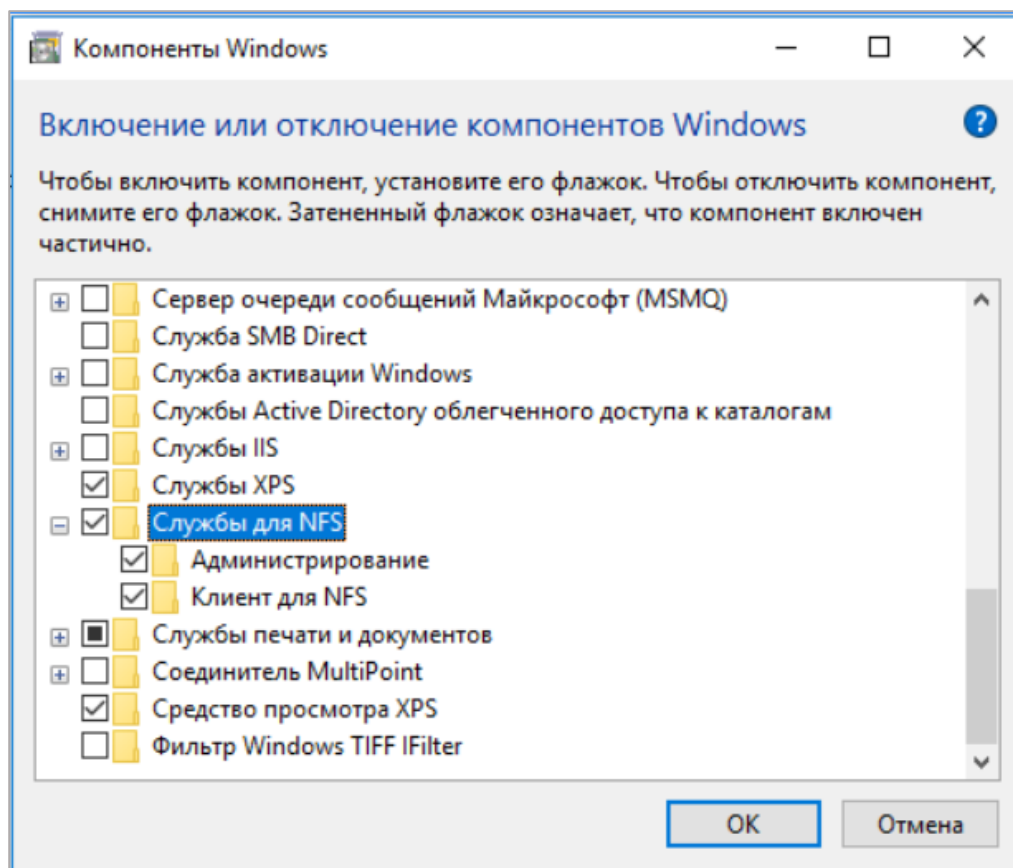 Компоненты Windows
Включение или отключение компонентов Windows
?
Чтобы включить компонент, установите его флажок. Чтобы отключить компонент,
снимите его флажок. Затененный флажок означает, что компонент включен
частично.
Сервер очереди сообщений Майкрософт (MSMQ)
Служба SMB Direct
Служба активации Windows
Службы Active Directory облегченного доступа к каталогам
Службы IIS
Службы XPS
Службы для NFS
Администрирование
Клиент для NFS
Службы печати и документов
Соединитель MultiPoint
Средство просмотра XPS
Фильтр Windows TIFF IFilter
ОК Отмена